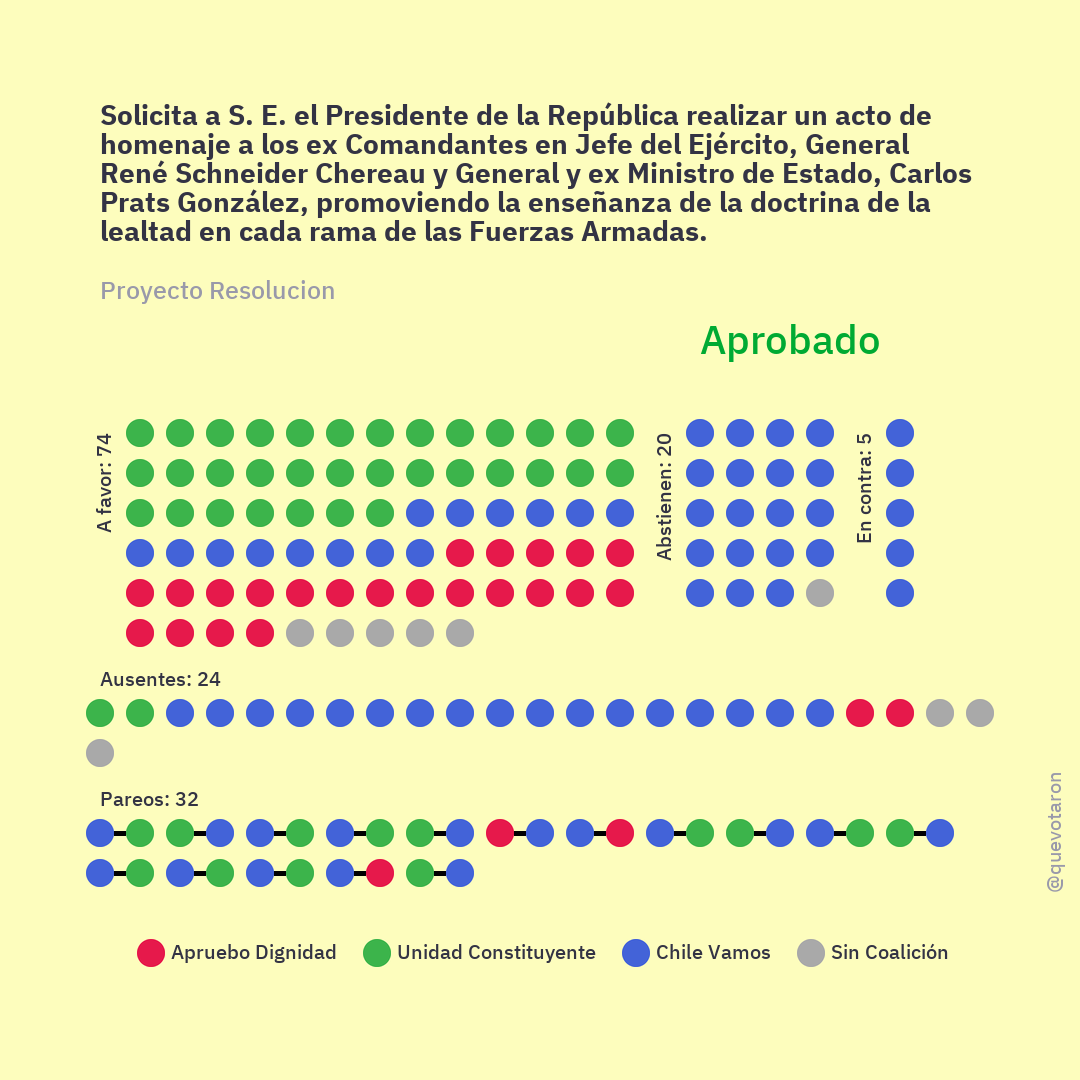 Solicita a S. E. el Presidente de la República realizar un acto de
homenaje a los ex Comandantes en Jefe del Ejército, General
René Schneider Chereau y General y ex Ministro de Estado, Carlos
Prats González, promoviendo la enseñanza de la doctrina de la
lealtad en cada rama de las Fuerzas Armadas.
Proyecto Resolucion
Aprobado
A favor: 74
Abstienen: 20
En contra: 5
Ausentes: 24
Pareos: 32
@quevotaron
Apruebo Dignidad
Unidad Constituyente
Chile Vamos
Sin Coalición